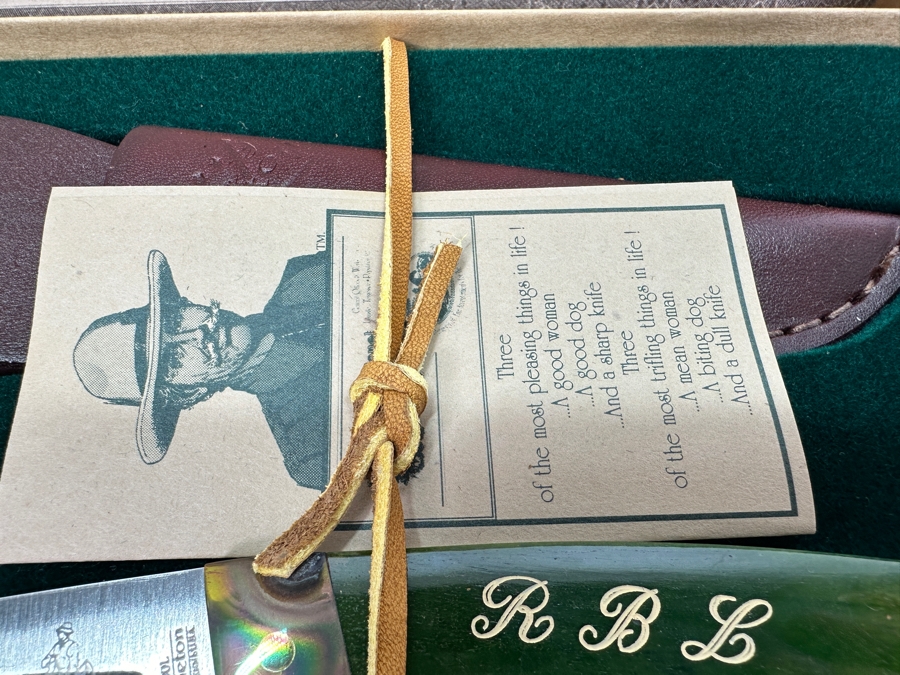 TM
Three
of the most pleasing things in life !
...A good woman
...A good dog
...And a sharp knife
Three
of the most trifling things in life !
...A mean woman
...A biting dog
...And a dull knife
R B L